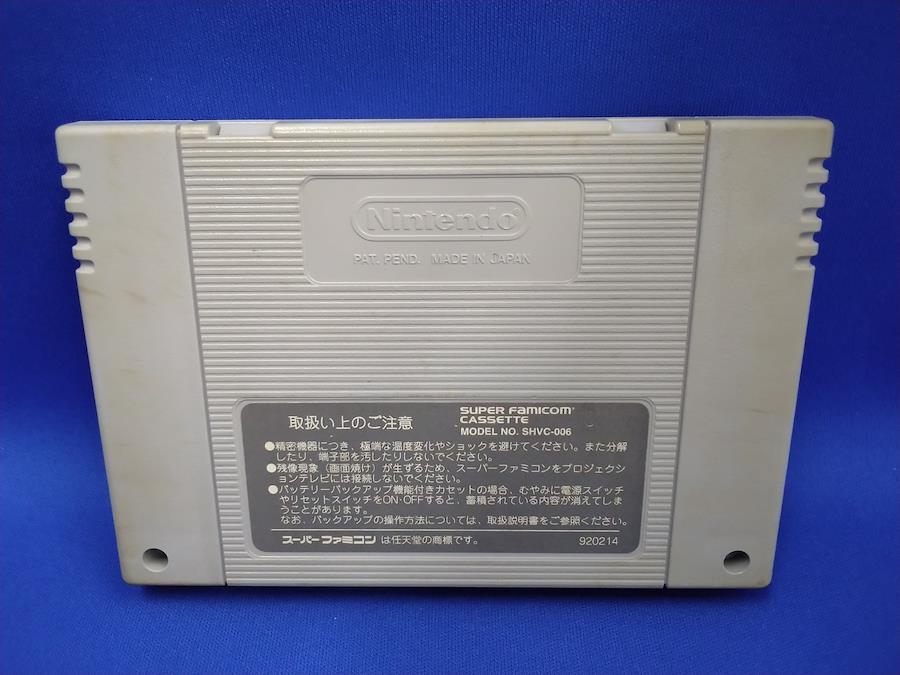 Nintendo
PAT. PEND. MADE IN JAPAN
取扱い上のご注意
SUPER FAMICOM
CASSETTE
MODEL NO. SHVC-006
●精密機器につき、極端な温度変化やショックを避けてください。また分解
したり、端子部を汚したりしないでください。
●残像現象（画面焼け）が生ずるため、スーパーファミコンをプロジェクシ
ョンテレビには接続しないでください。
●バッテリーバックアップ機能付きカセットの場合、むやみに電源スイッチ
やリセットスイッチをON・OFFすると、蓄積されている内容が消えてしま
うことがあります。
なお、バックアップの操作方法については、取扱説明書をご参照ください。
スーパーファミコン は任天堂の商標です。
920214